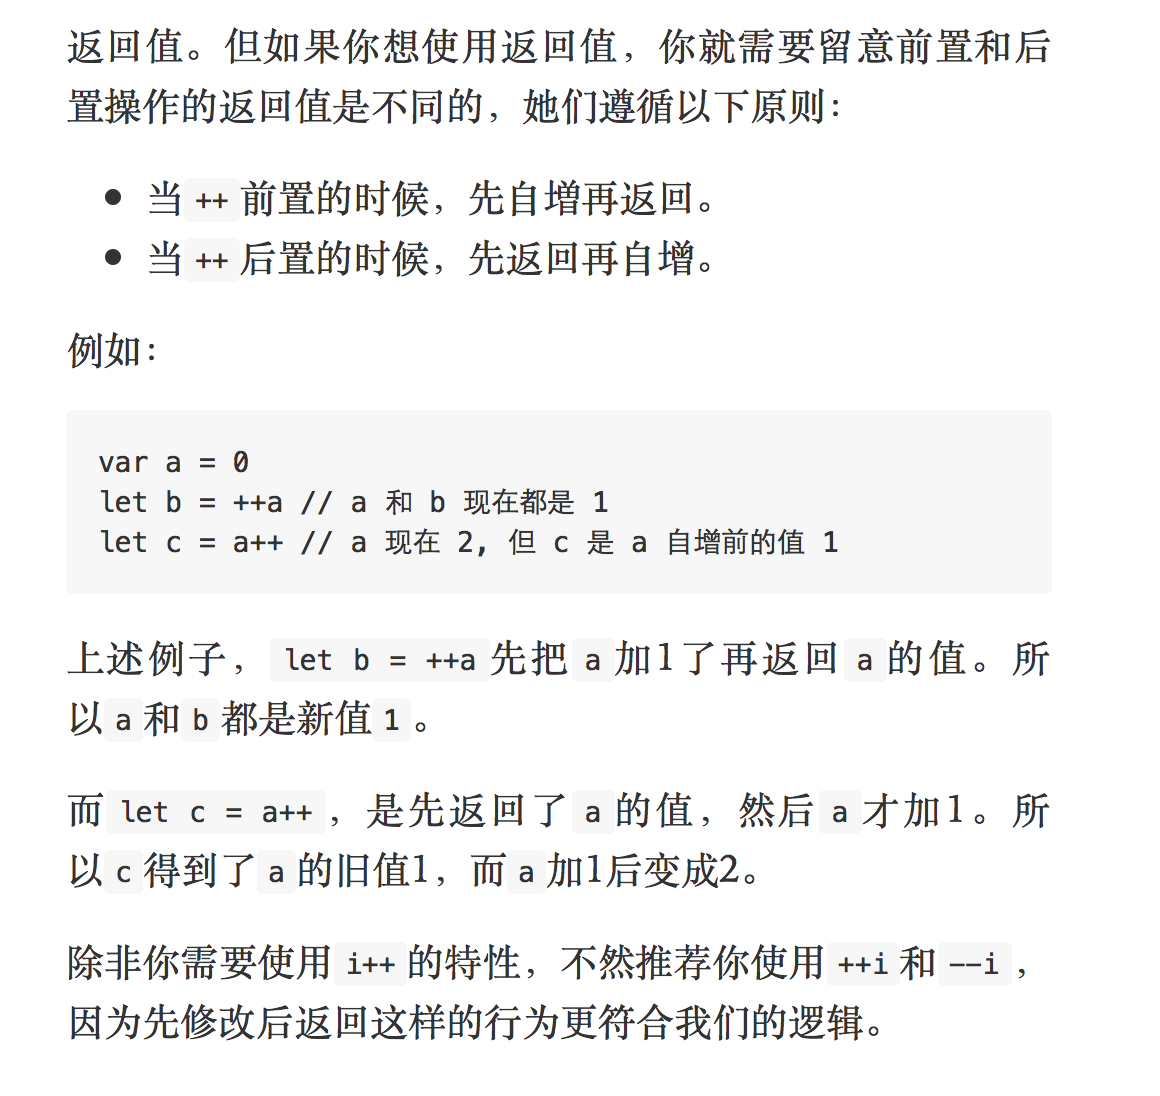 返回值。但如果你想使用返回值，你就需要留意前置和后
置操作的返回值是不同的，她们遵循以下原则：
• 当 ++ 前置的时候，先自增再返回。
• 当 ++ 后置的时候，先返回再自增。
例如：
var a = 0
let b = ++a // a 和 b 现在都是 1
let c = a++ // a 现在 2, 但 c 是 a 自增前的值 1
上述例子， let b = ++a 先把 a 加1了再返回 a 的值。所
以 a 和 b 都是新值 1 。
而 let c = a++ ，是先返回了 a 的值，然后 a 才加1。所
以 c 得到了 a 的旧值1，而 a 加1后变成2。
除非你需要使用 i++ 的特性，不然推荐你使用 ++i 和 --i ，
因为先修改后返回这样的行为更符合我们的逻辑。